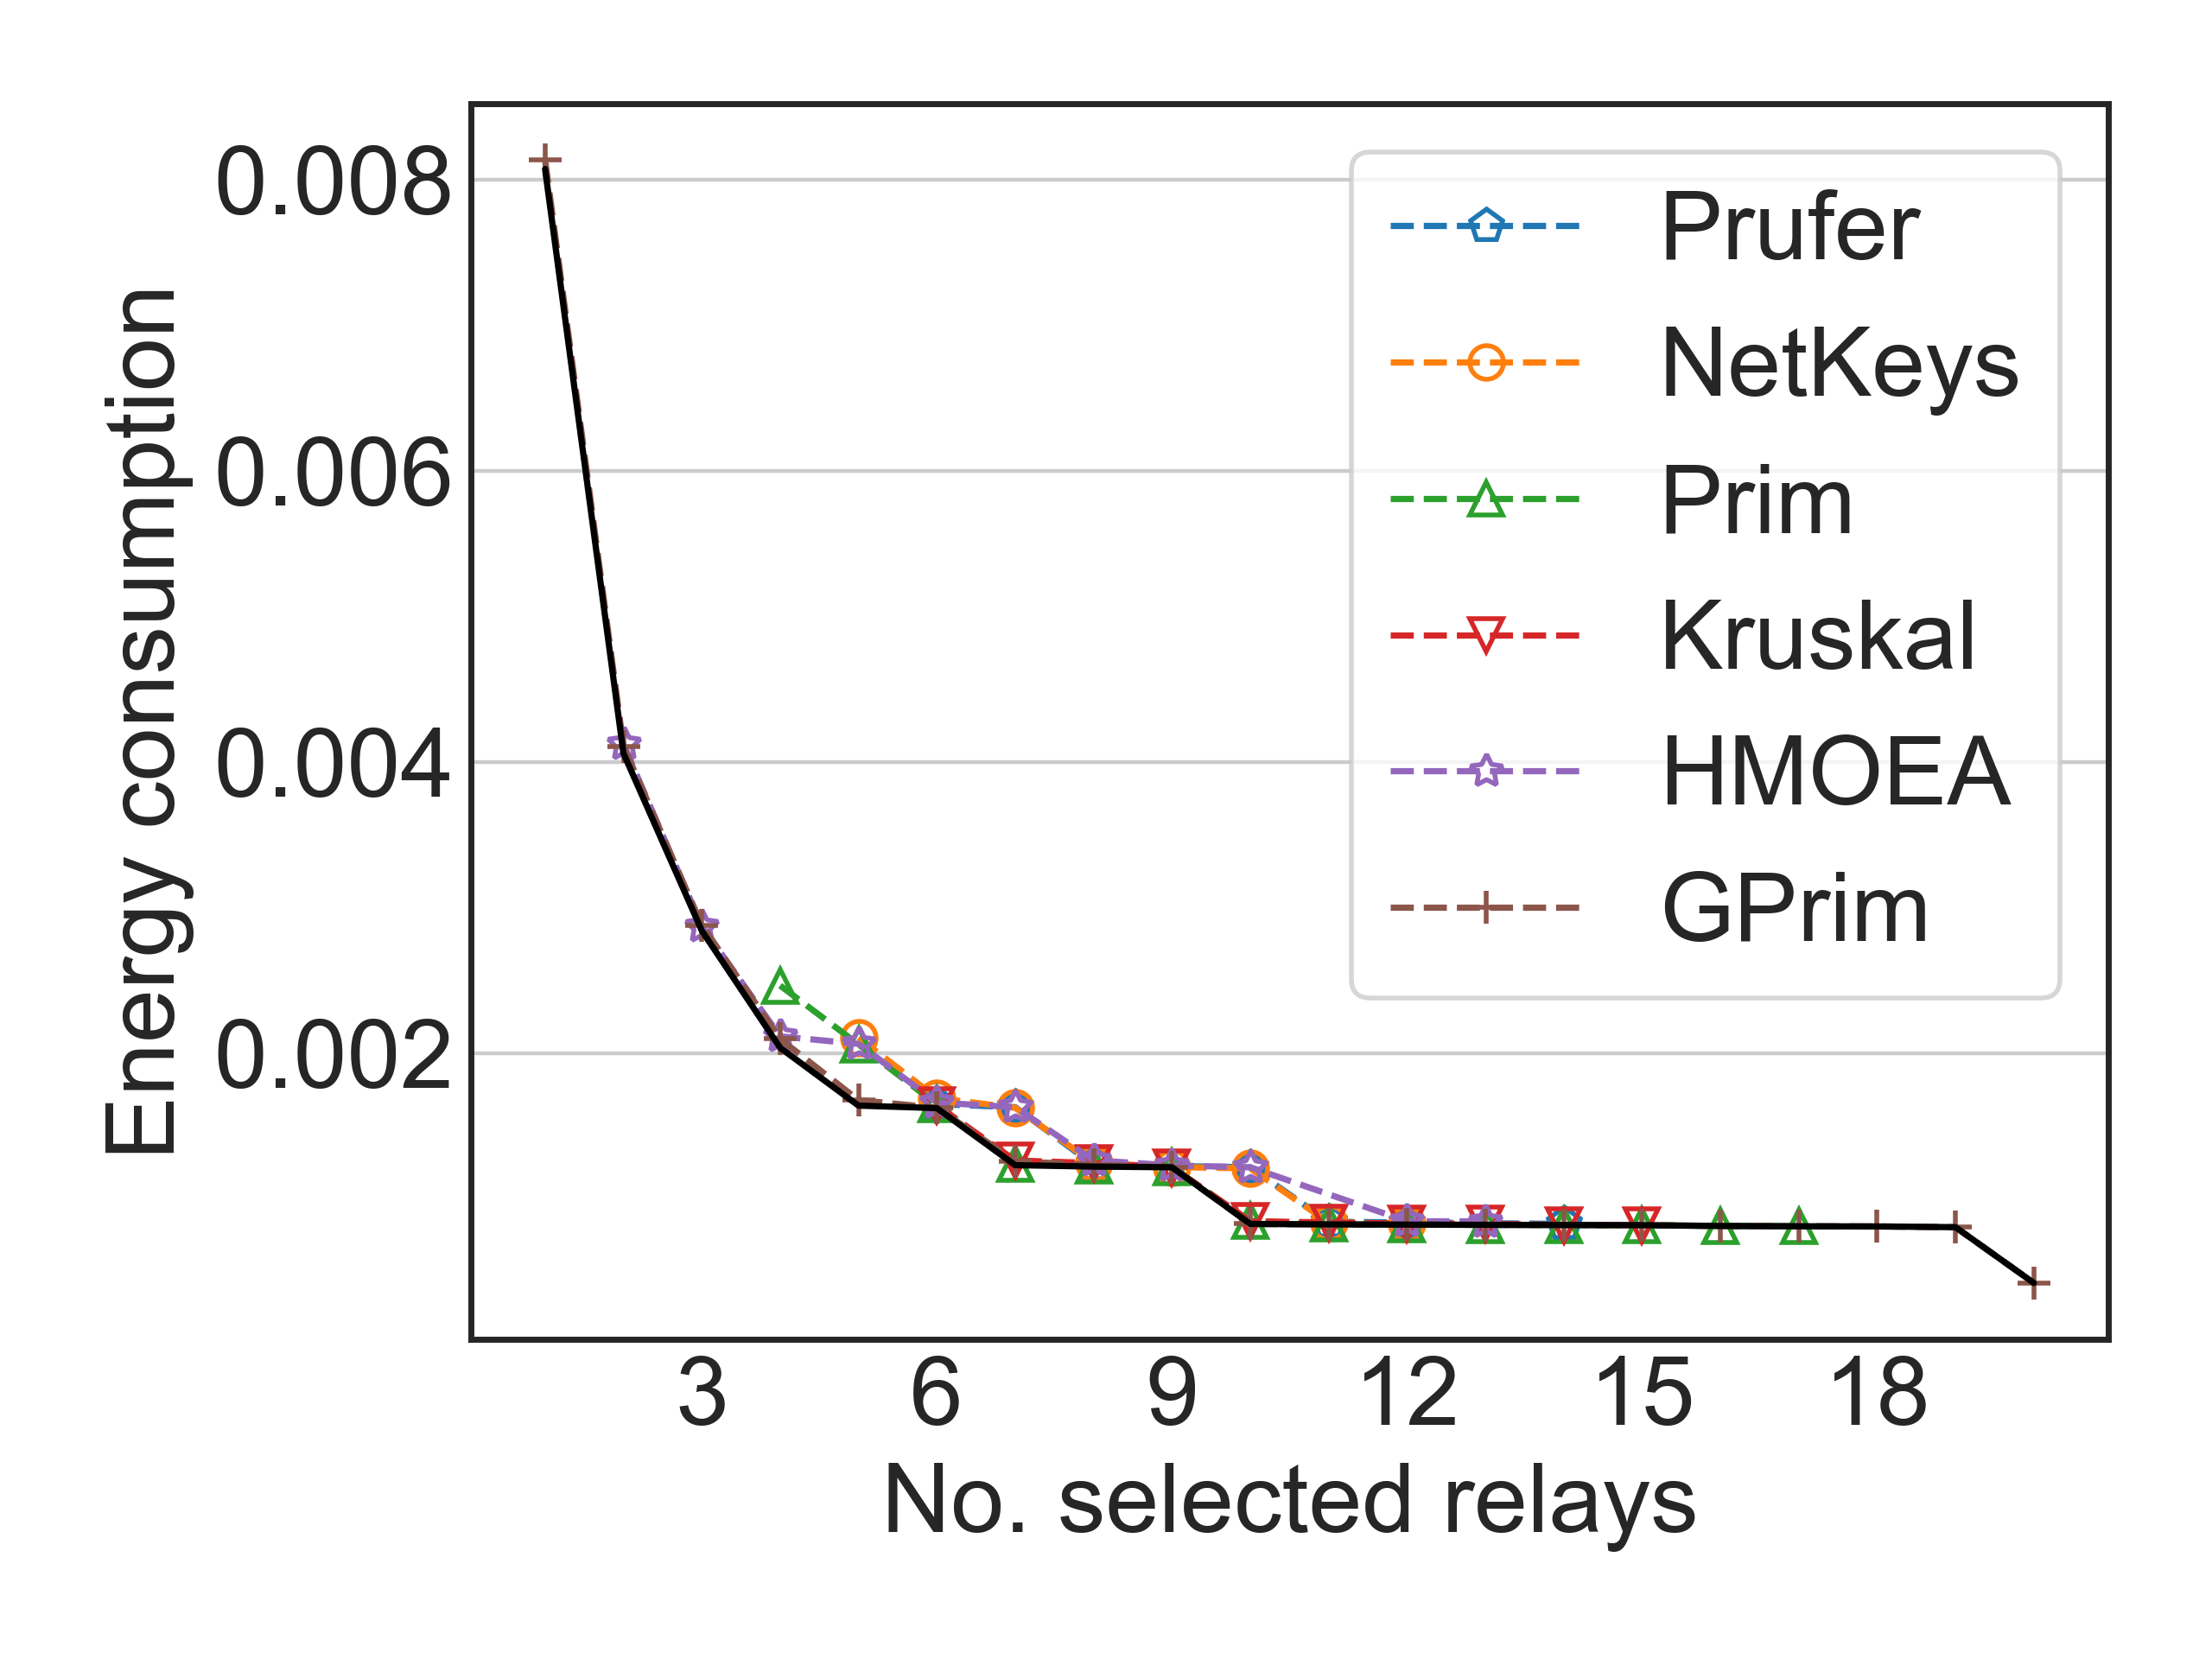 0.008
0.006
0.004
0.002
Energy consumption
Prufer
NetKeys
Prim
Kruskal
HMOEA
GPrim
3 6 9 12 15 18
No. selected relays